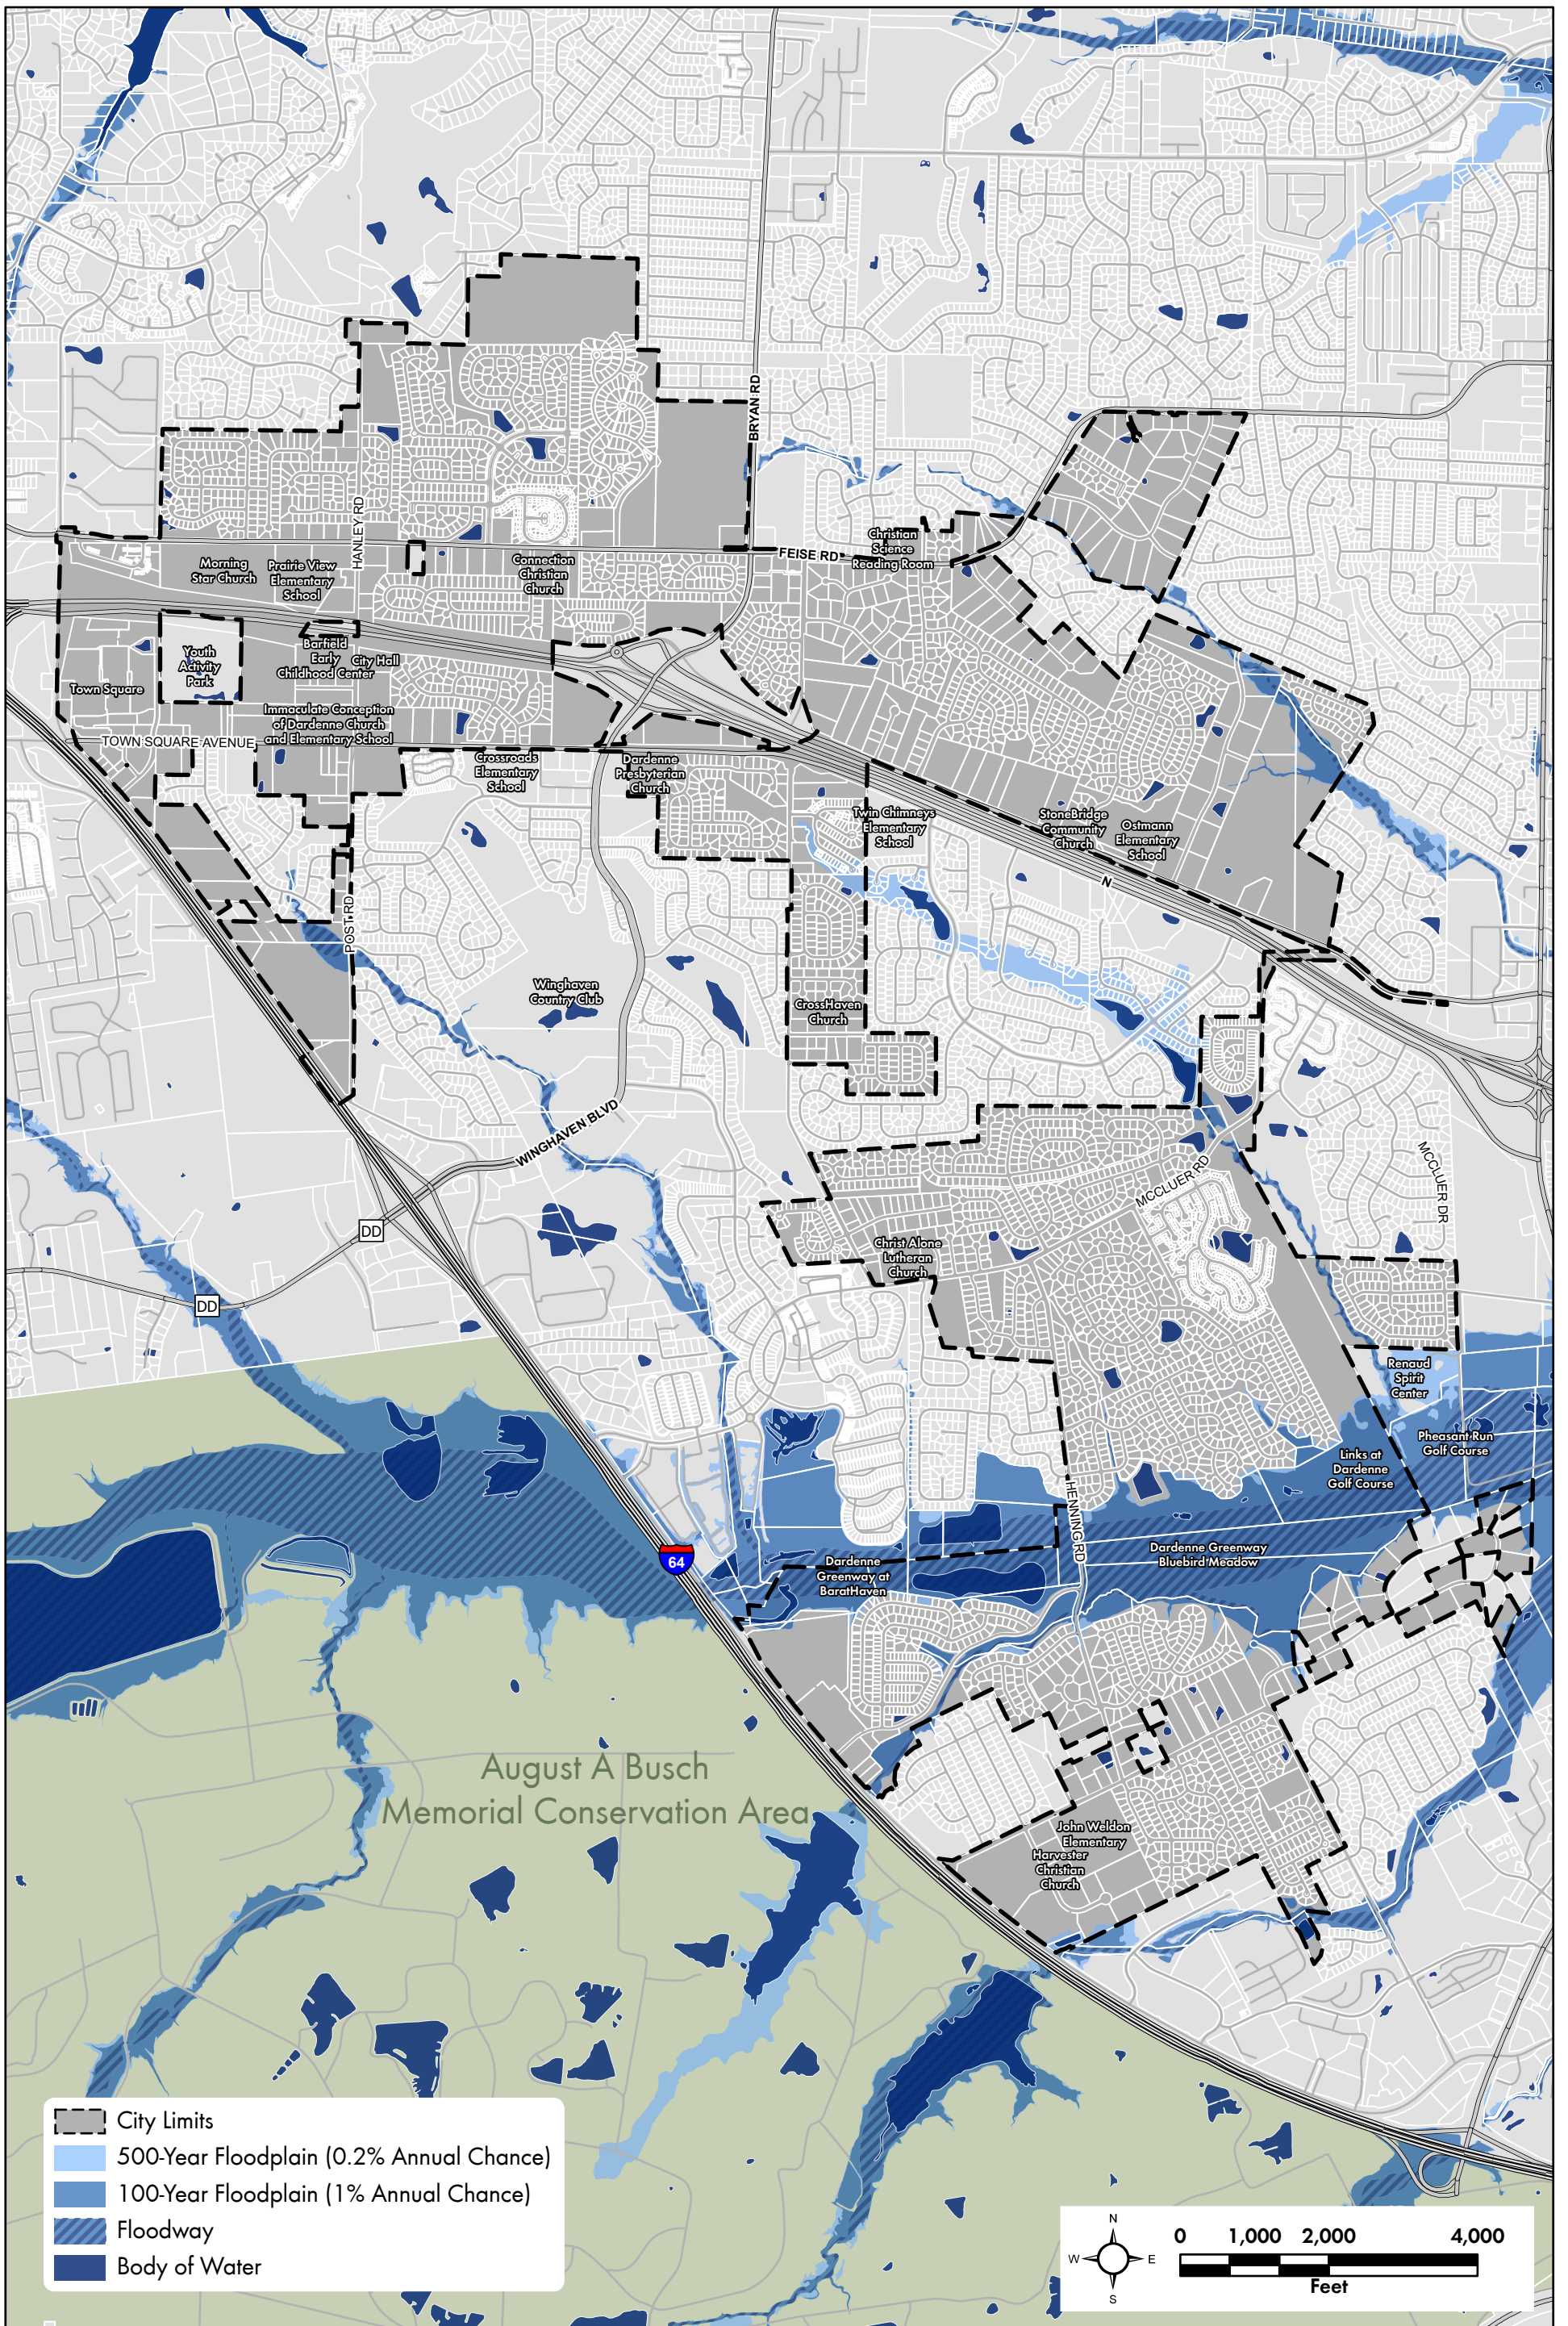 BRYAN RD
HANLEY RD
FEISE RD
Christian
Science
Reading Room
Morning
Star Church
Prairie View
Elementary
School
Connection
Christian
Church
Youth
Activity
Park
Barfield
Early
Childhood Center
City Hall
Town Square
Immaculate Conception
of Dardenne Church
and Elementary School
TOWN SQUARE AVENUE
Crossroads
Elementary
School
Dardenne
Presbyterian
Church
Twin Chimneys
Elementary
School
StoneBridge
Community
Church
Ostmann
Elementary
School
N
POST RD
Winghaven
Country Club
CrossHaven
Church
WINGHAVEN BLVD
MCCLUER RD
MCCLUER DR
DD
DD
Christ Alone
Lutheran
Church
Renaud
Spirit
Center
Pheasant Run
Golf Course
Links at
Dardenne
Golf Course
HENNING RD
64
Dardenne
Greenway at
BaratHaven
Dardenne Greenway
Bluebird Meadow
August A Busch
Memorial Conservation Area
John Weldon
Elementary
Harvester
Christian
Church
City Limits
500-Year Floodplain (0.2% Annual Chance)
100-Year Floodplain (1% Annual Chance)
Floodway
Body of Water
N
W E
S
0 1,000 2,000 4,000
Feet